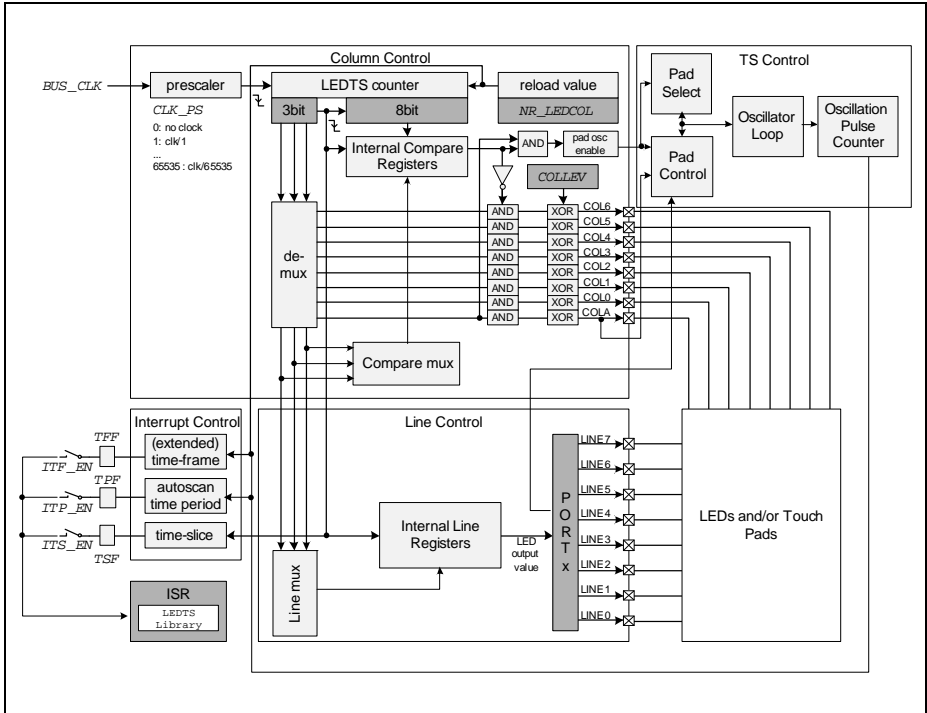 Column Control
TS Control
BUS_CLK
prescaler
LEDTS counter
reload value
3bit
8bit
NR_LEDCOL
CLK_PS
0: no clock
1: clk/1
...
65535 : clk/65535
Internal Compare
Registers
AND
pad osc
enable
COLLEV
Pad
Select
Pad
Control
Oscillator
Loop
Oscillation
Pulse
Counter
de-
mux
AND
XOR
COL6
AND
XOR
COL5
AND
XOR
COL4
AND
XOR
COL3
AND
XOR
COL2
AND
XOR
COL1
AND
XOR
COL0
AND
XOR
COLA
Compare mux
Interrupt Control
Line Control
TFF
(extended)
time-frame
ITF_EN
TPF
autoscan
time period
ITP_EN
time-slice
ITS_EN
TSF
ISR
LEDTS
Library
Line mux
Internal Line
Registers
LED
output
value
PORTx
LINE7
LINE6
LINE5
LINE4
LINE3
LINE2
LINE1
LINE0
LEDs and/or Touch
Pads